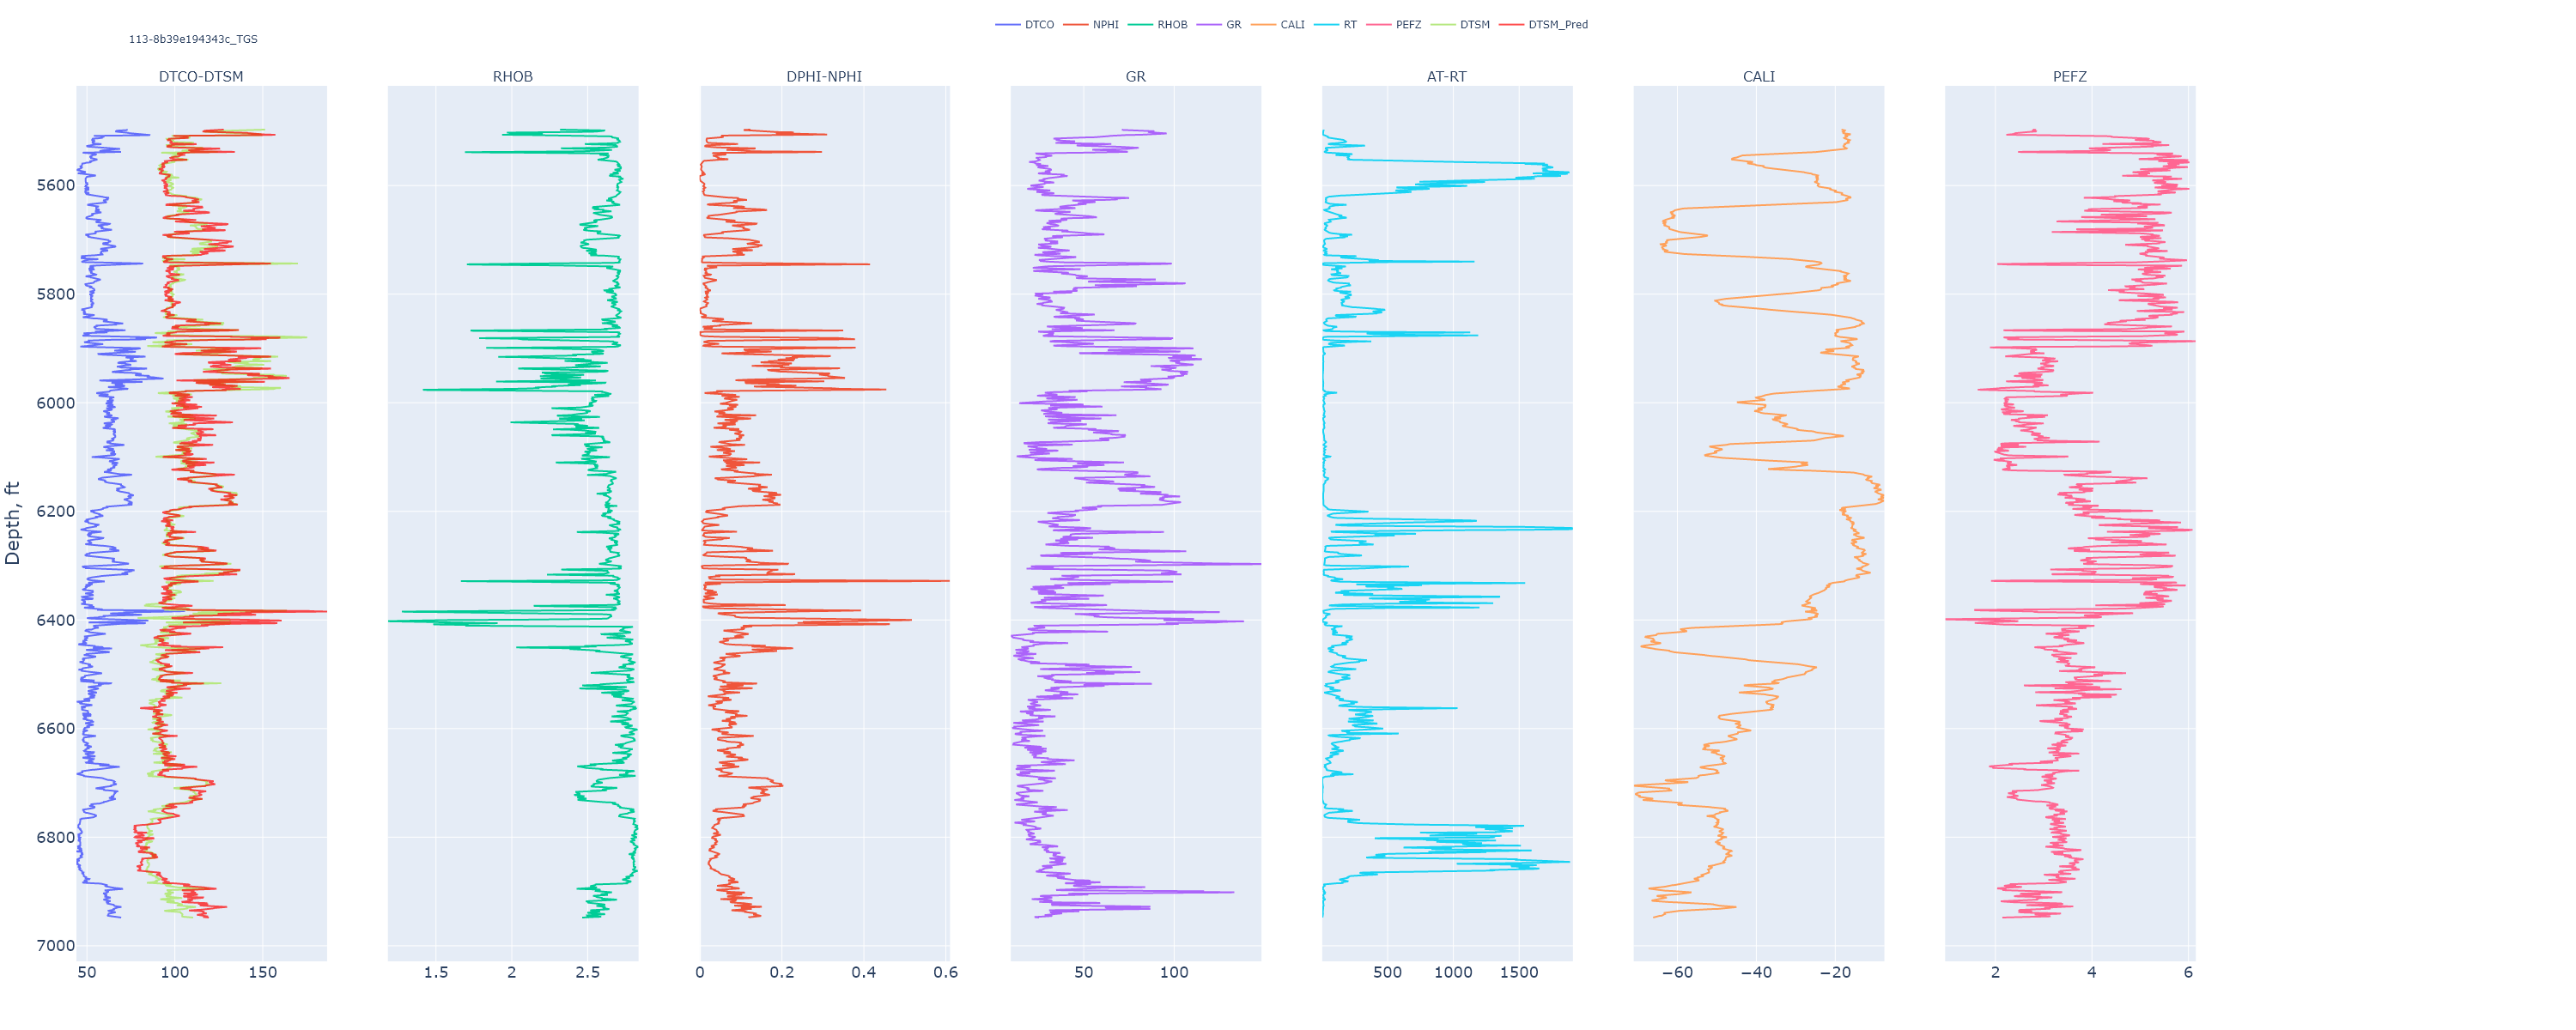 DTCO NPHI RHOB GR CALI RT PEFZ DTSM DTSM_Pred
113-8b39e194343c_TGS
DTCO-DTSM RHOB DPHI-NPHI GR AT-RT CALI PEFZ
Depth, ft
5600
5800
6000
6200
6400
6600
6800
7000
50 100 150 1.5 2 2.5 0 0.2 0.4 0.6 50 100 500 1000 1500 −60 −40 −20 2 4 6